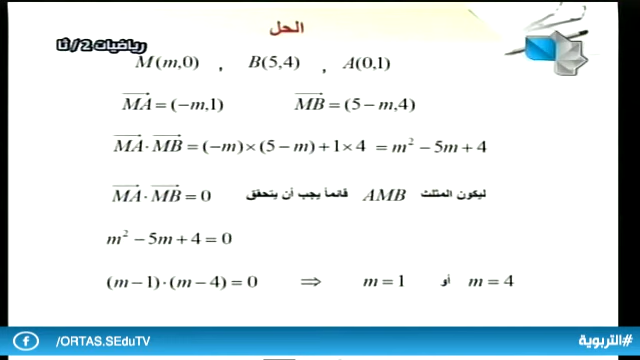 الحل
رياضيات /2 ثا
M(m,0) , B(5,4) , A(0,1)
MA⃗ = (−m,1) MB⃗ = (5 − m,4)
MA⃗ · MB⃗ = (−m) × (5 − m) + 1 × 4 = m² − 5m + 4
ليكون المثلث AMB قائماً يجب أن يتحقق MA⃗ · MB⃗ = 0
m² − 5m + 4 = 0
(m − 1) · (m − 4) = 0 ⇒ m = 1 أو m = 4
/ORTAS.SEduTV
#التربوية